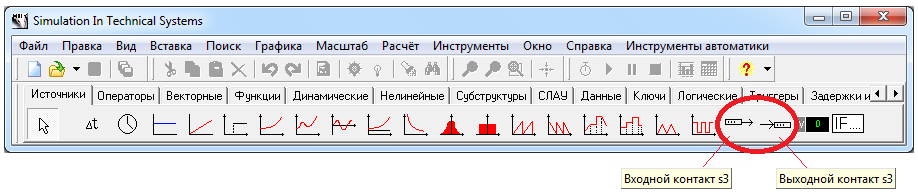 Simulation In Technical Systems
Файл Правка Вид Вставка Поиск Графика Масштаб Расчёт Инструменты Окно Справка Инструменты автоматики
Источники Операторы Векторные Функции Динамические Нелинейные Субструктуры СЛАУ Данные Ключи Логические Триггеры Задержки и
Δt V 0 IF....
Входной контакт s3 Выходной контакт s3